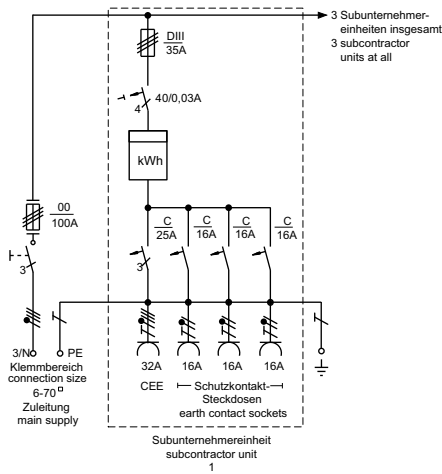 3 Subunternehmer-
einheiten insgesamt
3 subcontractor
units at all
DIII
35A
40/0,03A
4
kWh
00
100A
C
25A
C
16A
C
16A
C
16A
3
3
3/N
PE
32A
16A
16A
16A
Klemmbereich
connection size
6-70□
Zuleitung
main supply
CEE
Schutzkontakt-
Steckdosen
earth contact sockets
Subunternehmereinheit
subcontractor unit
1